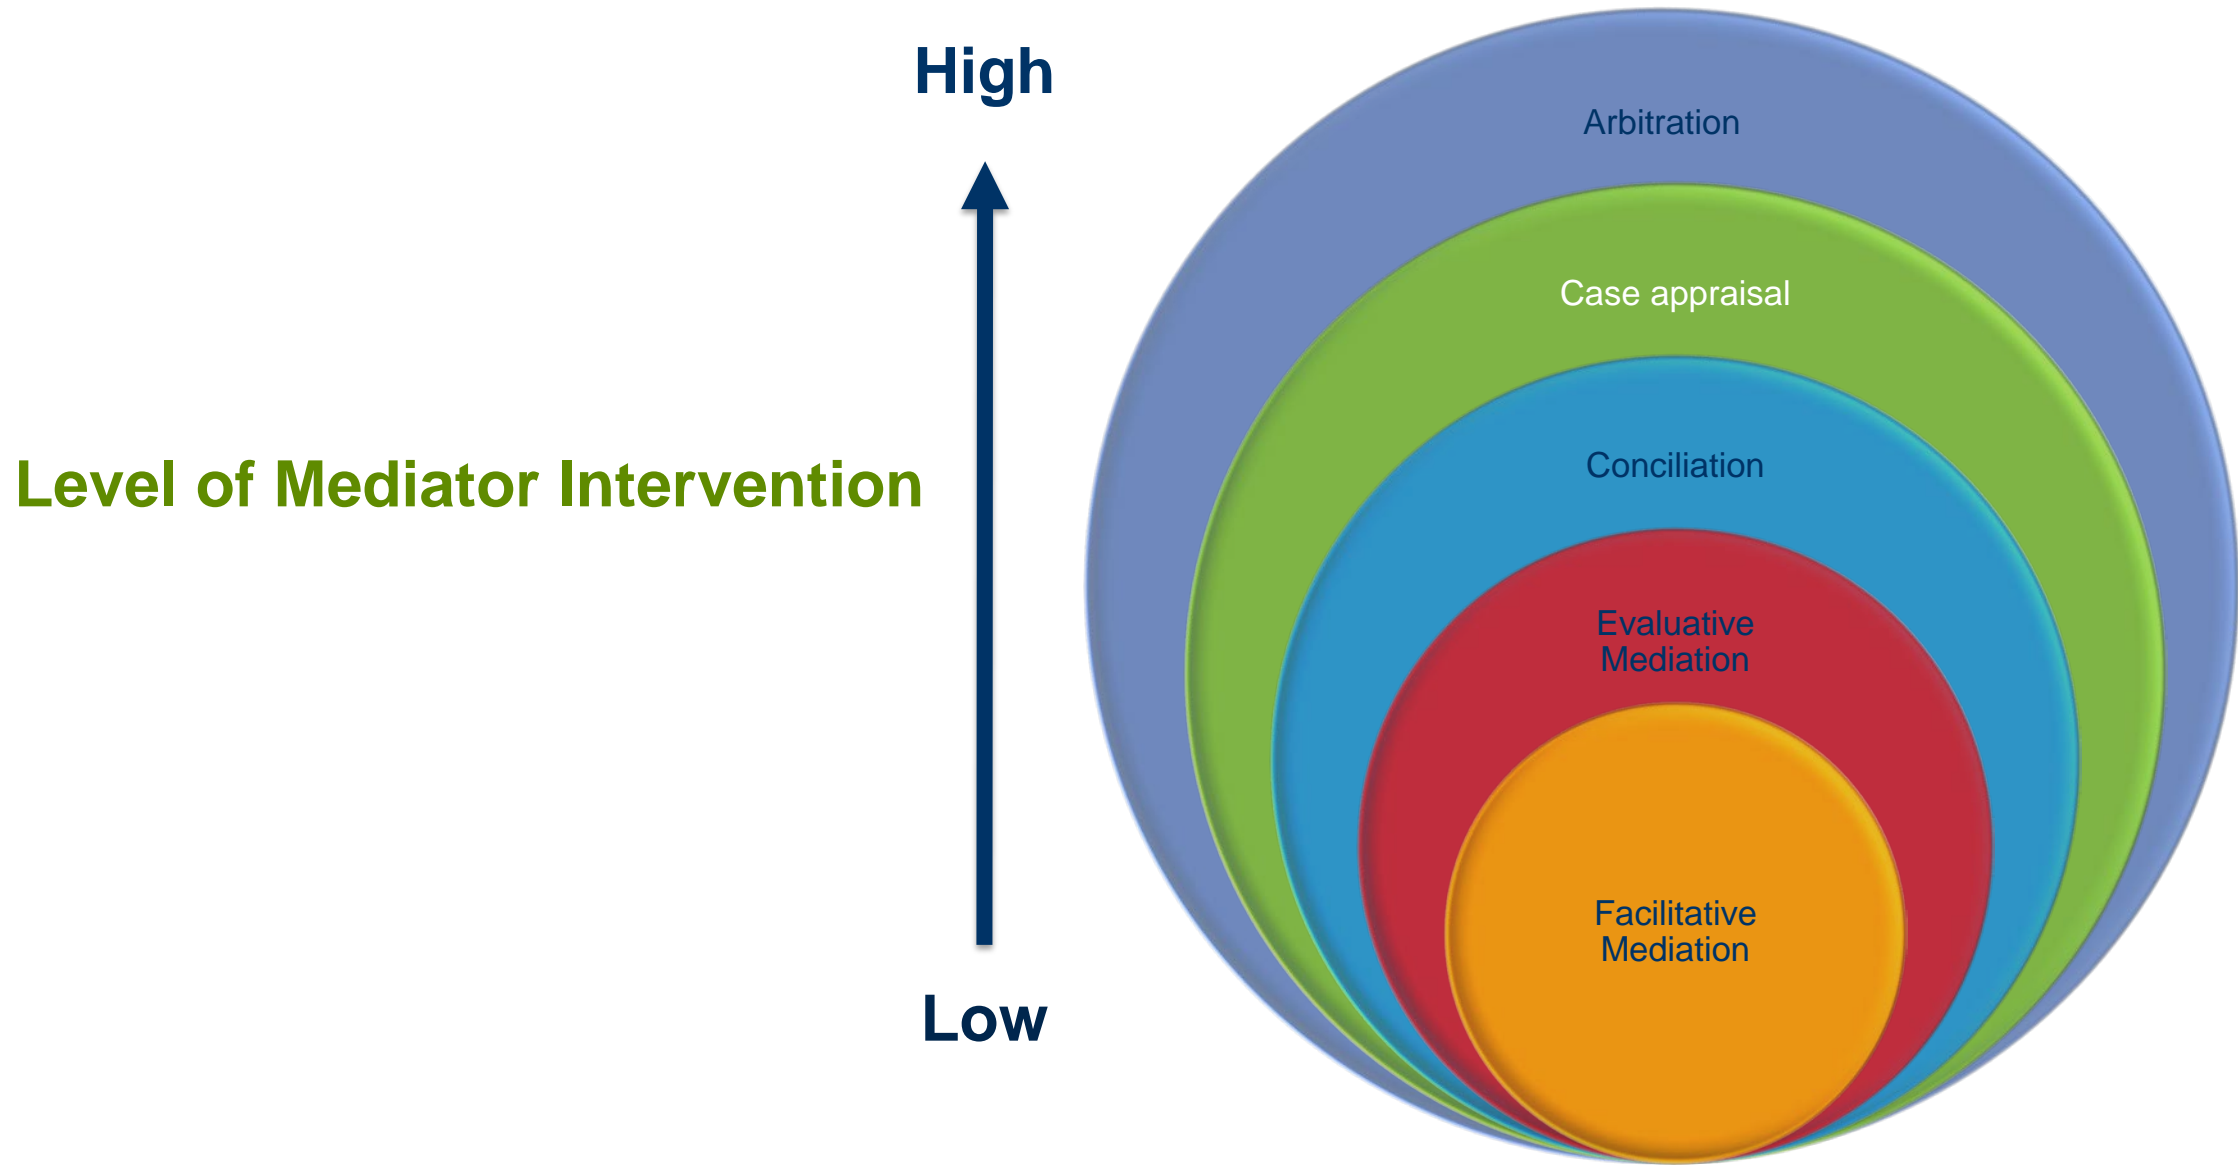 High
Arbitration
Case appraisal
Conciliation
Level of Mediator Intervention
Evaluative
Mediation
Facilitative
Mediation
Low